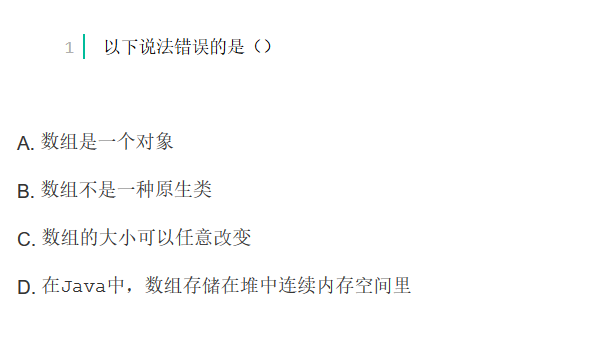 1 以下说法错误的是（）
A. 数组是一个对象
B. 数组不是一种原生类
C. 数组的大小可以任意改变
D. 在Java中，数组存储在堆中连续内存空间里